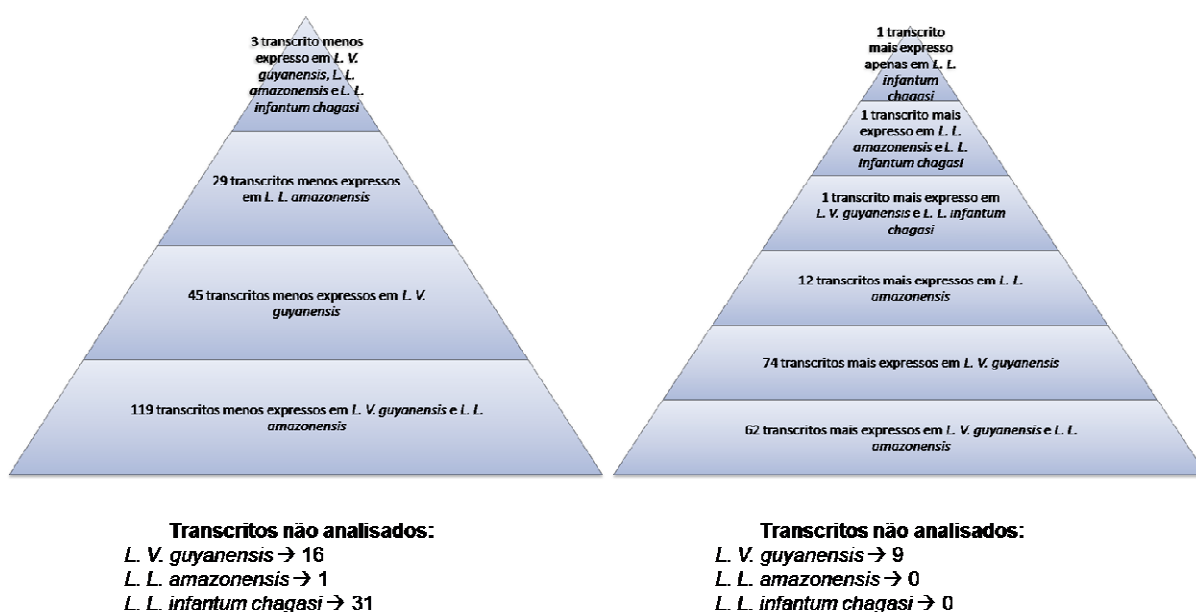 3 transcrito menos
expresso em L. V.
guyanensis, L. L.
amazonensis e L. L.
infantum chagasi
29 transcritos menos expressos
em L. L. amazonensis
45 transcritos menos expressos em L. V.
guyanensis
119 transcritos menos expressos em L. V. guyanensis e L. L.
amazonensis
Transcritos não analisados:
L. V. guyanensis → 16
L. L. amazonensis → 1
L. L. infantum chagasi → 31
1 transcrito
mais expresso
apenas em L. L.
infantum
chagasi
1 transcrito mais
expresso em L. L.
amazonensis e L. L.
infantum chagasi
1 transcrito mais expresso em
L. V. guyanensis e L. L. infantum
chagasi
12 transcritos mais expressos em L. L.
amazonensis
74 transcritos mais expressos em L. V. guyanensis
62 transcritos mais expressos em L. V. guyanensis e L. L.
amazonensis
Transcritos não analisados:
L. V. guyanensis → 9
L. L. amazonensis → 0
L. L. infantum chagasi → 0